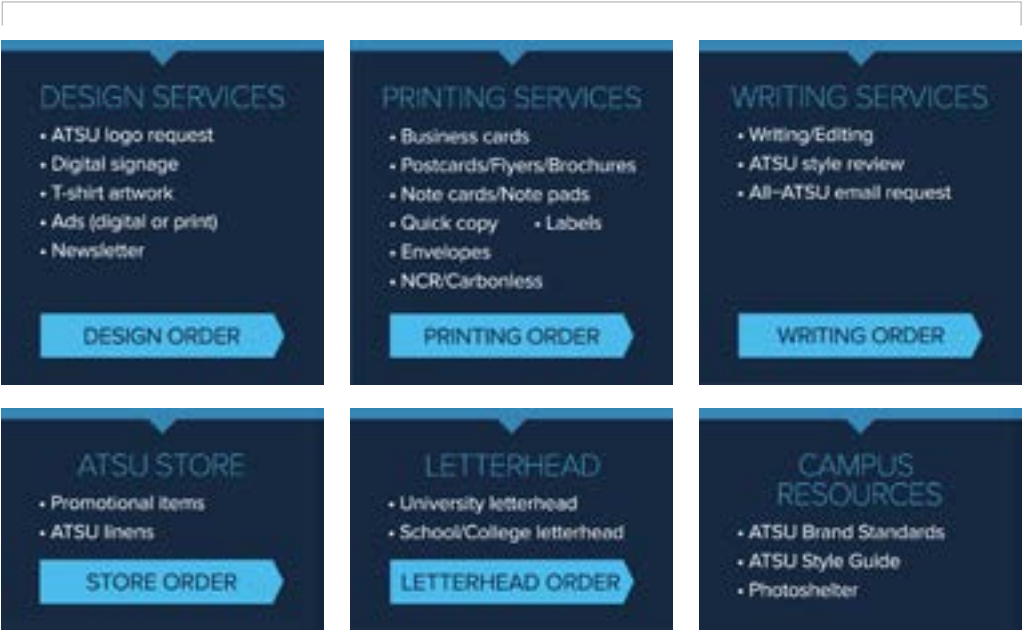 DESIGN SERVICES
• ATSU logo request
• Digital signage
• T-shirt artwork
• Ads (digital or print)
• Newsletter
DESIGN ORDER
PRINTING SERVICES
• Business cards
• Postcards/Flyers/Brochures
• Note cards/Note pads
• Quick copy • Labels
• Envelopes
• NCR/Carbonless
PRINTING ORDER
WRITING SERVICES
• Writing/Editing
• ATSU style review
• All-ATSU email request
WRITING ORDER
ATSU STORE
• Promotional items
• ATSU linens
STORE ORDER
LETTERHEAD
• University letterhead
• School/College letterhead
LETTERHEAD ORDER
CAMPUS
RESOURCES
• ATSU Brand Standards
• ATSU Style Guide
• Photoshelter